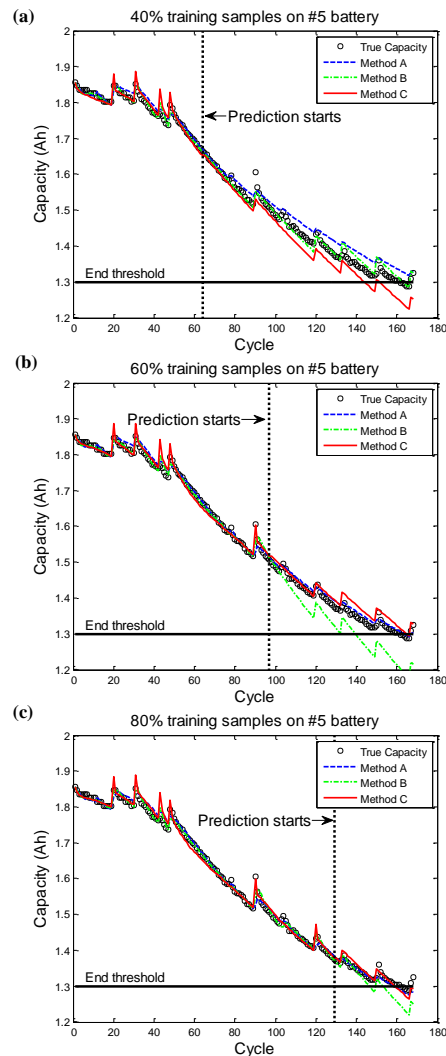 (a)
40% training samples on #5 battery
2
1.9
1.8
1.7
1.6
1.5
1.4
1.3
1.2
Capacity (Ah)
True Capacity
Method A
Method B
Method C
Prediction starts
End threshold
0 20 40 60 80 100 120 140 160 180
Cycle
(b)
60% training samples on #5 battery
2
1.9
1.8
1.7
1.6
1.5
1.4
1.3
1.2
Capacity (Ah)
True Capacity
Method A
Method B
Method C
Prediction starts
End threshold
0 20 40 60 80 100 120 140 160 180
Cycle
(c)
80% training samples on #5 battery
2
1.9
1.8
1.7
1.6
1.5
1.4
1.3
1.2
Capacity (Ah)
True Capacity
Method A
Method B
Method C
Prediction starts
End threshold
0 20 40 60 80 100 120 140 160 180
Cycle